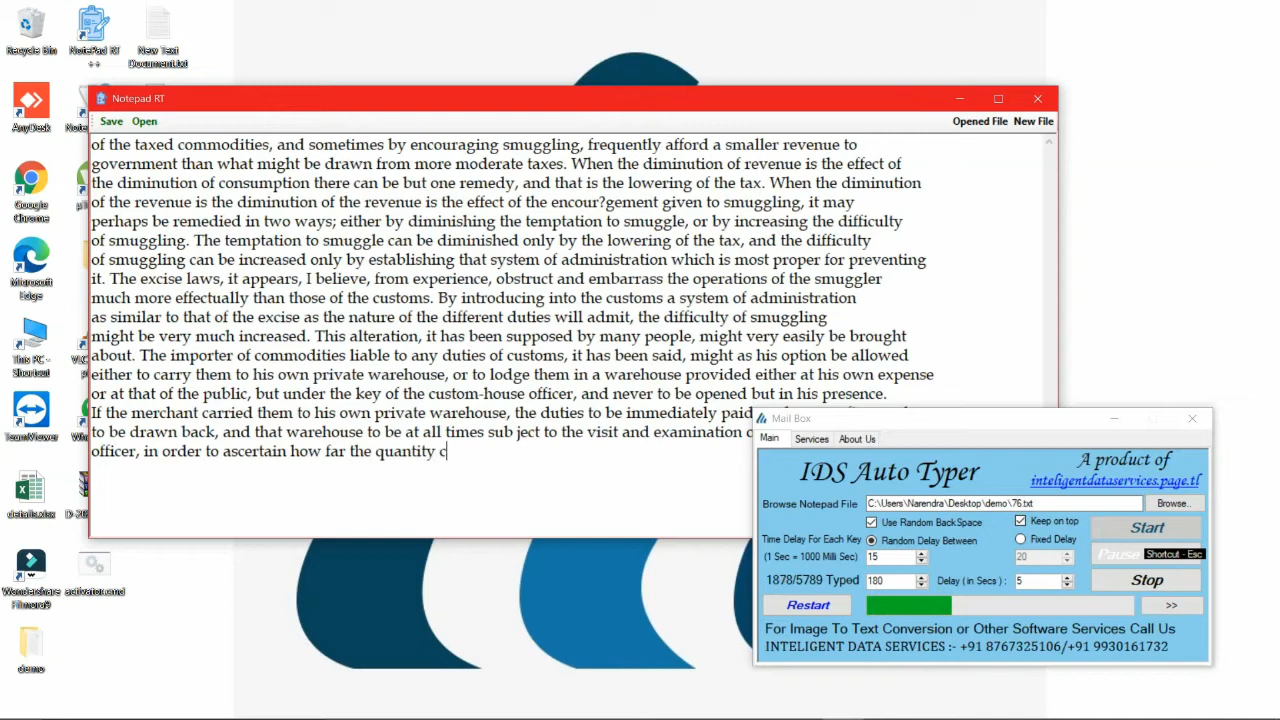 Recycle Bin
NotePad RT ++
New Text Document.txt
AnyDesk
Google Chrome
Microsoft Edge
This PC - Shortcut
TeamViewer
details.xlsx
Wondershare Filmora9
activator.cmd
demo
Notepad RT
Save Open
Opened File New File
of the taxed commodities, and sometimes by encouraging smuggling, frequently afford a smaller revenue to
government than what might be drawn from more moderate taxes. When the diminution of revenue is the effect of
the diminution of consumption there can be but one remedy, and that is the lowering of the tax. When the diminution
of the revenue is the diminution of the revenue is the effect of the encour?gement given to smuggling, it may
perhaps be remedied in two ways; either by diminishing the temptation to smuggle, or by increasing the difficulty
of smuggling. The temptation to smuggle can be diminished only by the lowering of the tax, and the difficulty
of smuggling can be increased only by establishing that system of administration which is most proper for preventing
it. The excise laws, it appears, I believe, from experience, obstruct and embarrass the operations of the smuggler
much more effectually than those of the customs. By introducing into the customs a system of administration
as similar to that of the excise as the nature of the different duties will admit, the difficulty of smuggling
might be very much increased. This alteration, it has been supposed by many people, might very easily be brought
about. The importer of commodities liable to any duties of customs, it has been said, might as his option be allowed
either to carry them to his own private warehouse, or to lodge them in a warehouse provided either at his own expense
or at that of the public, but under the key of the custom-house officer, and never to be opened but in his presence.
If the merchant carried them to his own private warehouse, the duties to be immediately paid
to be drawn back, and that warehouse to be at all times sub ject to the visit and examination
officer, in order to ascertain how far the quantity c
Mail Box
Main Services About Us
IDS Auto Typer
A product of
inteligentdataservices.page.tl
Browse Notepad File C:\Users\Narendra\Desktop\demo\76.txt Browse..
Use Random BackSpace Keep on top Start
Time Delay For Each Key Random Delay Between Fixed Delay
(1 Sec = 1000 Milli Sec) 15 20 Pause Shortcut - Esc
1878/5789 Typed 180 Delay ( in Secs ) : 5 Stop
Restart >>
For Image To Text Conversion or Other Software Services Call Us
INTELIGENT DATA SERVICES :- +91 8767325106/+91 9930161732